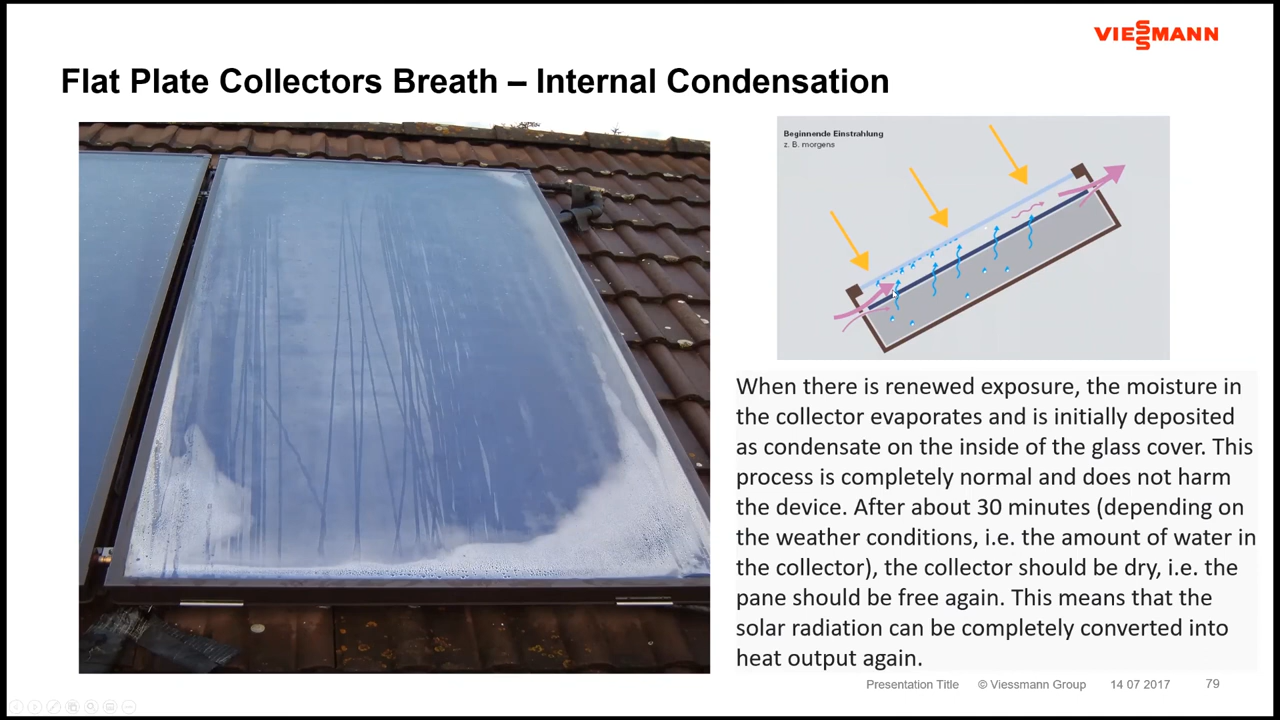 VIESSMANN
Flat Plate Collectors Breath – Internal Condensation
Beginnende Einstrahlung
z. B. morgens
When there is renewed exposure, the moisture in
the collector evaporates and is initially deposited
as condensate on the inside of the glass cover. This
process is completely normal and does not harm
the device. After about 30 minutes (depending on
the weather conditions, i.e. the amount of water in
the collector), the collector should be dry, i.e. the
pane should be free again. This means that the
solar radiation can be completely converted into
heat output again.
Presentation Title © Viessmann Group 14 07 2017 79